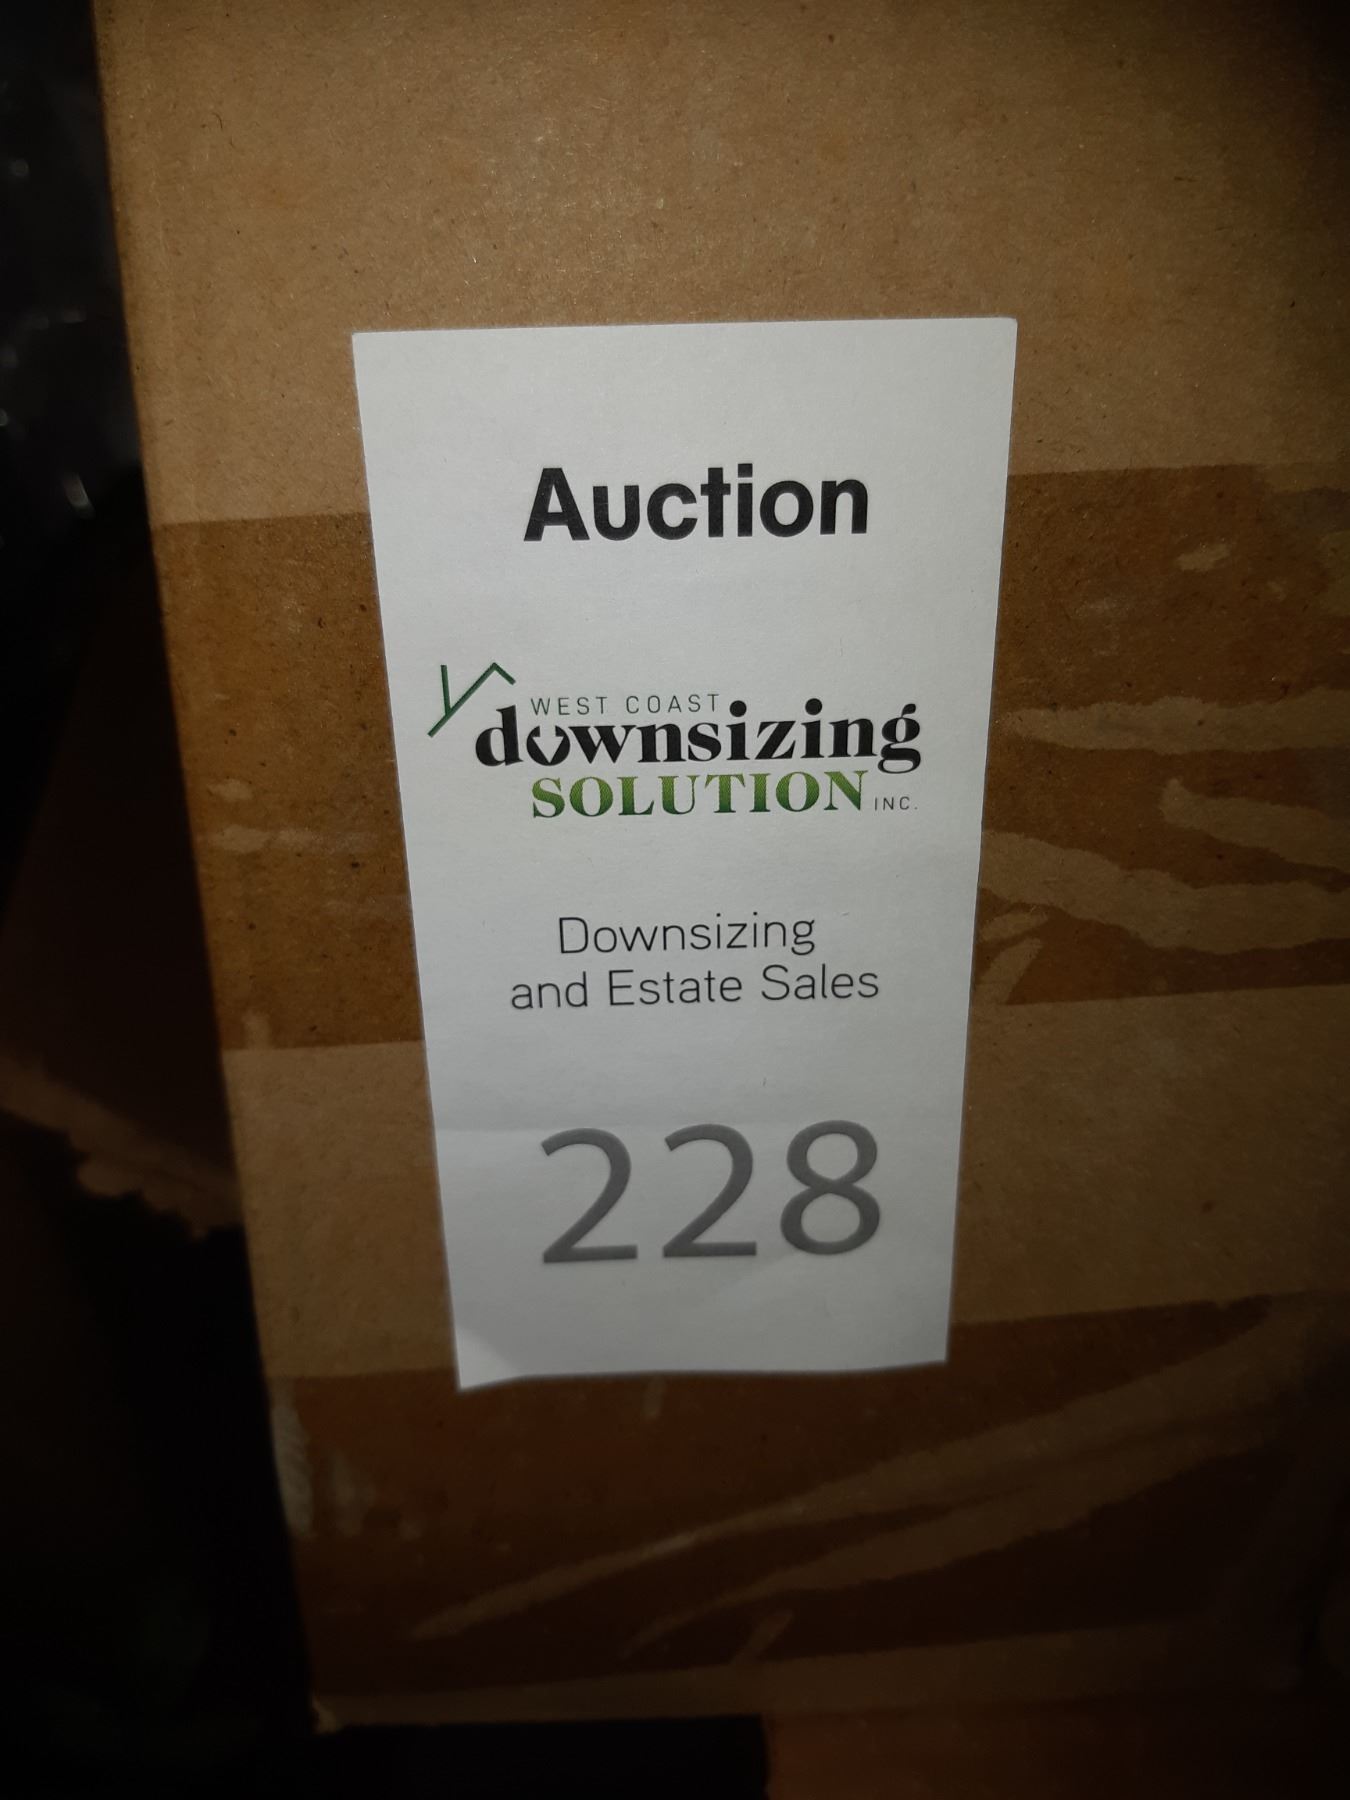 Auction
WEST COAST
downsizing
SOLUTION INC.
Downsizing
and Estate Sales
228